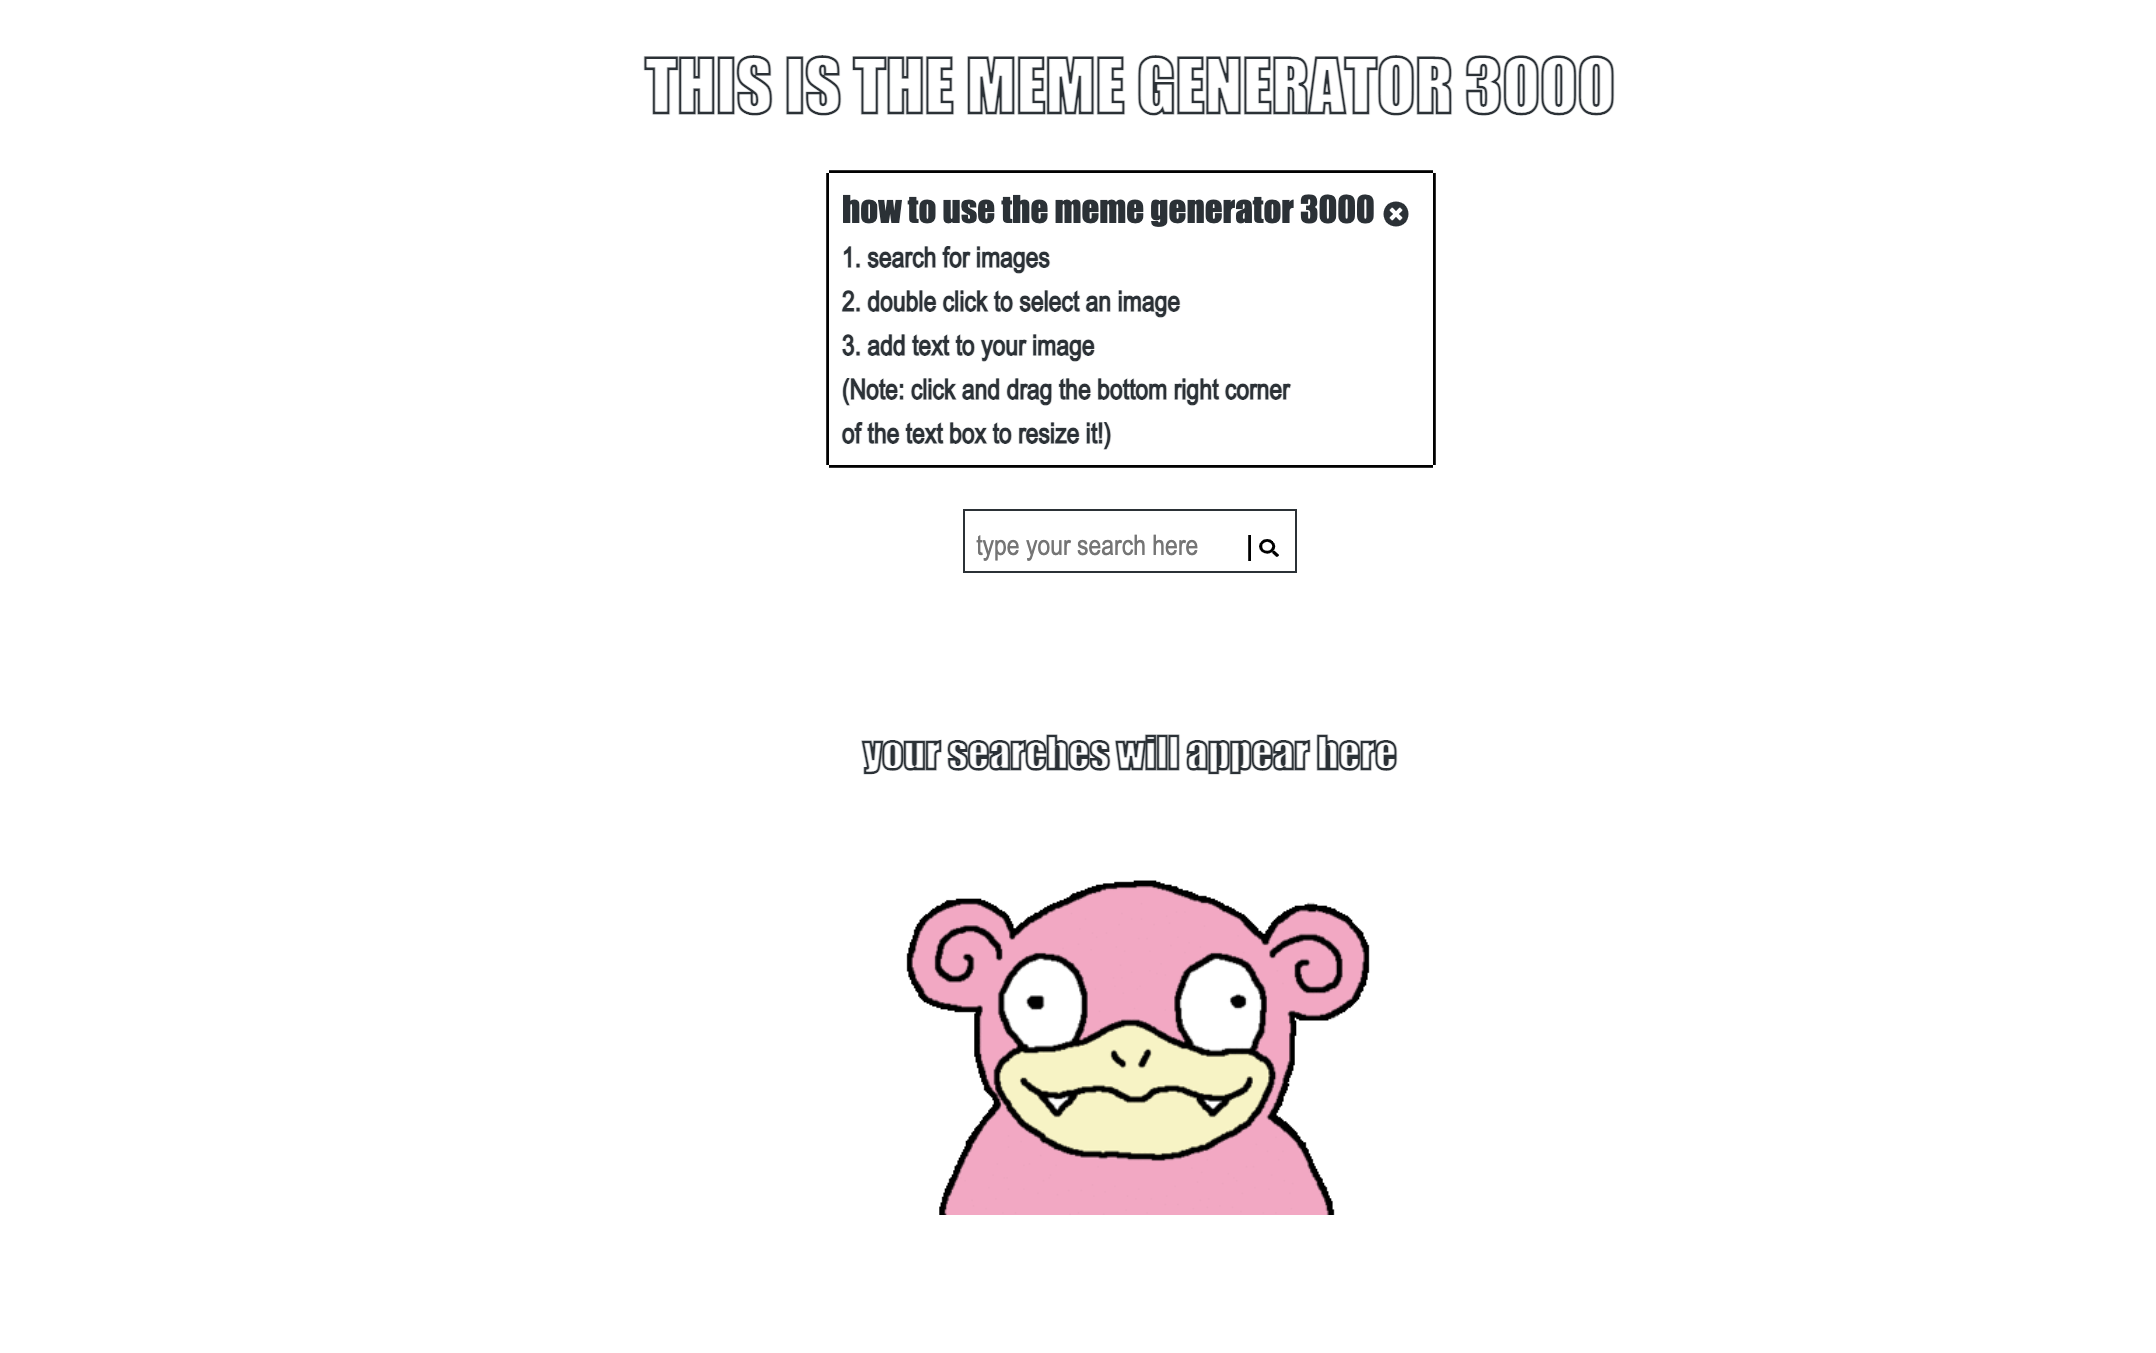 THIS IS THE MEME GENERATOR 3000
how to use the meme generator 3000
1. search for images
2. double click to select an image
3. add text to your image
(Note: click and drag the bottom right corner
of the text box to resize it!)
type your search here
your searches will appear here